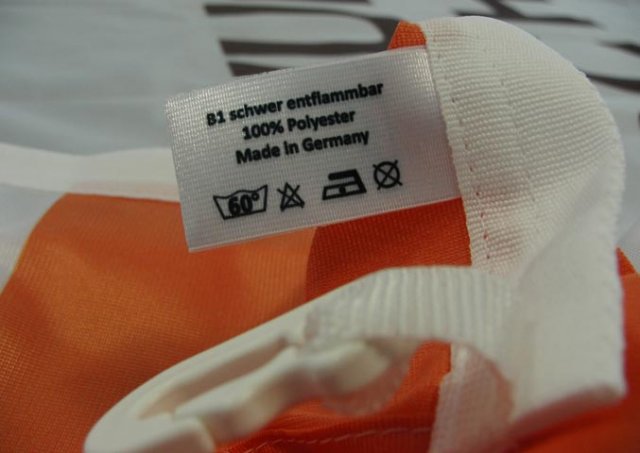 B1 schwer entflammbar
100% Polyester
Made in Germany
60°